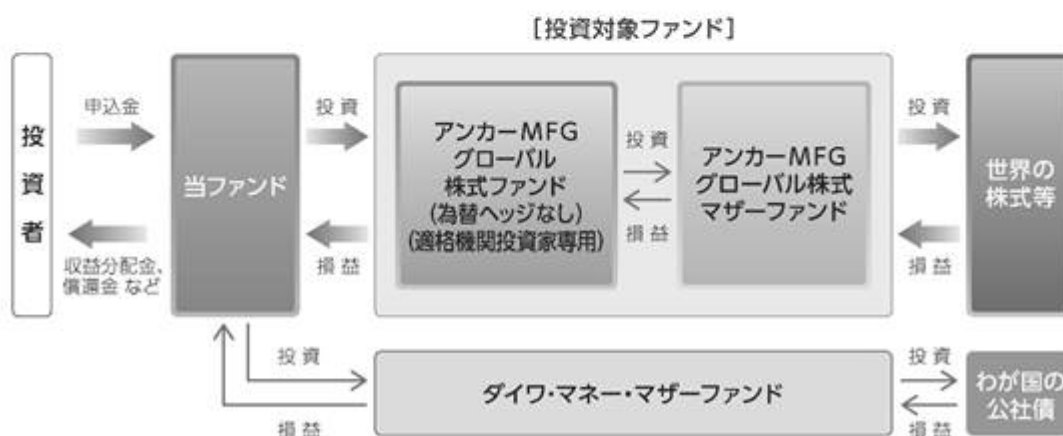 ［投資対象ファンド］
投資者
申込金
収益分配金、
償還金 など
当ファンド
投資
損益
アンカーMFG
グローバル
株式ファンド
(為替ヘッジなし)
(適格機関投資家専用)
投資
損益
アンカーMFG
グローバル株式
マザーファンド
投資
損益
世界の
株式等
投資
損益
ダイワ・マネー・マザーファンド
投資
損益
わが国の
公社債